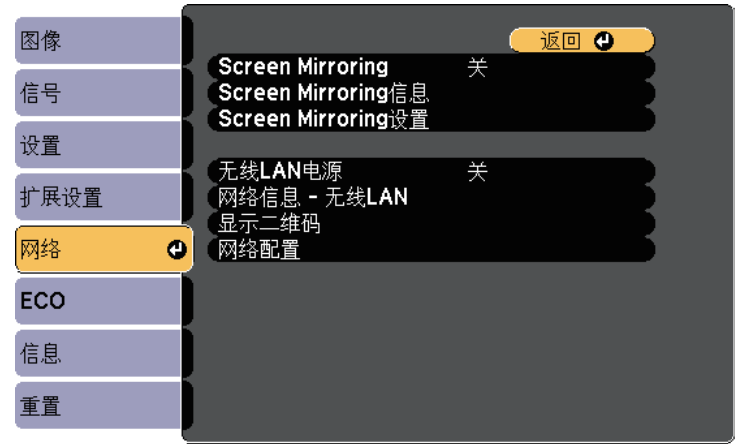 图像
信号
设置
扩展设置
网络
ECO
信息
重置
返回
Screen Mirroring 关
Screen Mirroring信息
Screen Mirroring设置
无线LAN电源 关
网络信息 - 无线LAN
显示二维码
网络配置